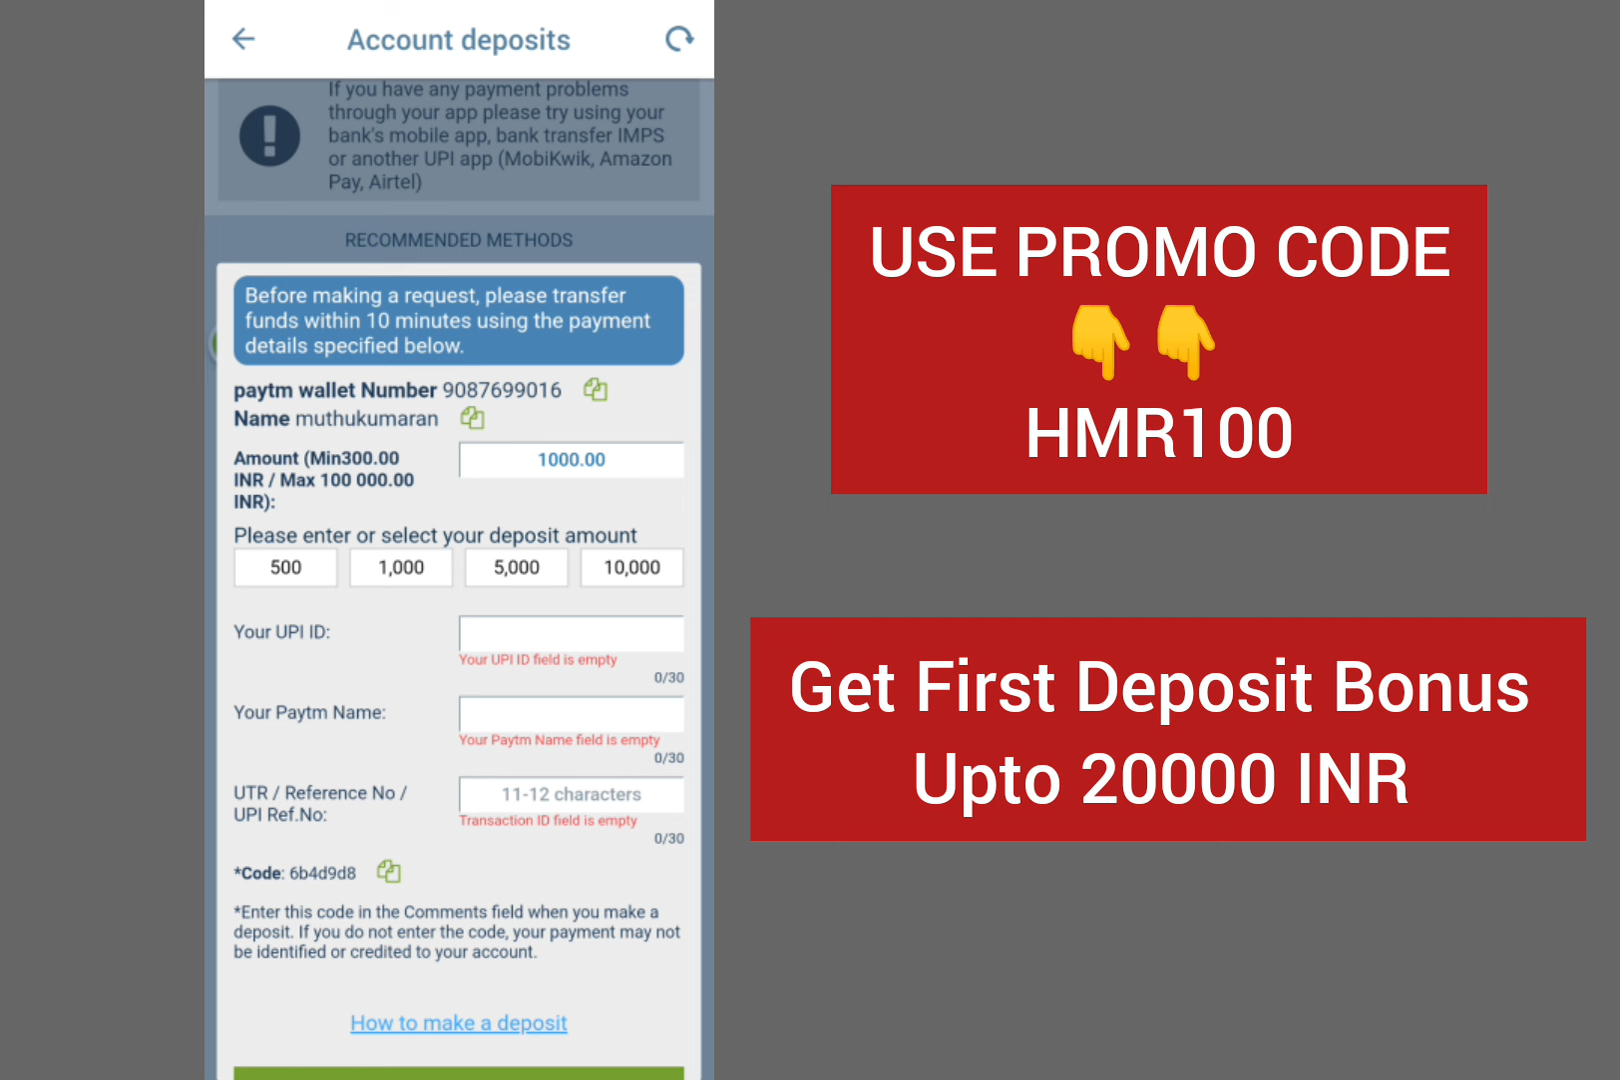 Account deposits
If you have any payment problems
through your app please try using your
bank's mobile app, bank transfer IMPS
or another UPI app (MobiKwik, Amazon
Pay, Airtel)
RECOMMENDED METHODS
Before making a request, please transfer
funds within 10 minutes using the payment
details specified below.
paytm wallet Number 9087699016
Name muthukumaran
Amount (Min300.00
INR / Max 100 000.00
INR):
1000.00
Please enter or select your deposit amount
500 1,000 5,000 10,000
Your UPI ID:
Your UPI ID field is empty
0/30
Your Paytm Name:
Your Paytm Name field is empty
0/30
UTR / Reference No /
UPI Ref.No:
11-12 characters
Transaction ID field is empty
0/30
*Code: 6b4d9d8
*Enter this code in the Comments field when you make a
deposit. If you do not enter the code, your payment may not
be identified or credited to your account.
How to make a deposit
USE PROMO CODE
👇👇
HMR100
Get First Deposit Bonus
Upto 20000 INR